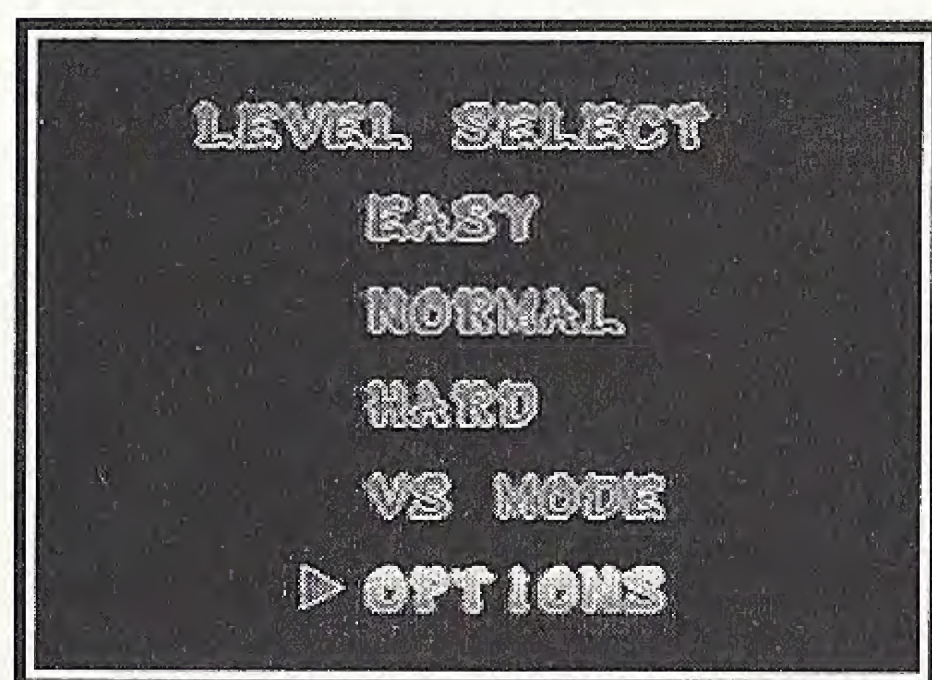 LEVEL SELECT
EASY
NORMAL
HARD
VS MODE
OPTIONS